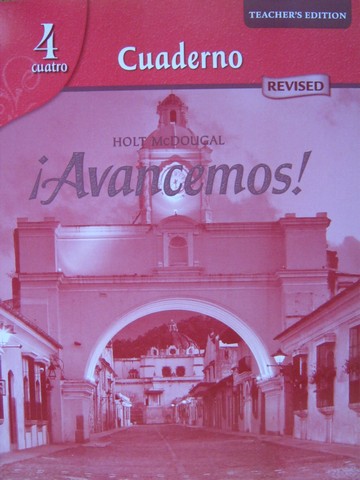 TEACHER'S EDITION
4
cuatro
Cuaderno
REVISED
HOLT McDOUGAL
¡Avancemos!